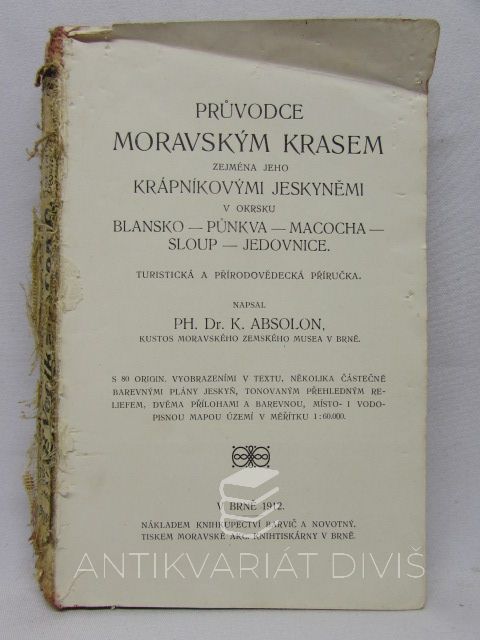 PRŮVODCE
MORAVSKÝM KRASEM
ZEJMÉNA JEHO
KRÁPNÍKOVÝMI JESKYNĚMI
V OKRSKU
BLANSKO — PŮNKVA — MACOCHA —
SLOUP — JEDOVNICE.
TURISTICKÁ A PŘÍRODOVĚDECKÁ PŘÍRUČKA.
NAPSAL
PH. Dr. K. ABSOLON,
KUSTOS MORAVSKÉHO ZEMSKÉHO MUSEA V BRNĚ.
S 80 ORIGIN. VYOBRAZENÍMI V TEXTU, NĚKOLIKA ČÁSTEČNĚ
BAREVNÝMI PLÁNY JESKYŇ, TONOVANÝM PŘEHLEDNÝM RE-
LIEFEM, DVĚMA PŘÍLOHAMI A BAREVNOU, MÍSTO- I VODO-
PISNOU MAPOU ÚZEMÍ V MĚŘÍTKU 1:60.000.
V BRNĚ 1912.
NÁKLADEM KNIHKUPECTVÍ BARVIČ A NOVOTNÝ.
TISKEM MORAVSKÉ AKC. KNIHTISKÁRNY V BRNĚ.
ANTIKVARIÁT DIVIŠ